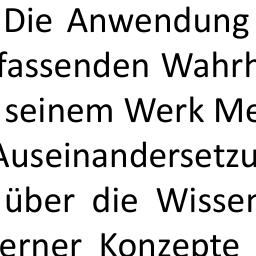 Die Anwendung
fassenden Wahrh
seinem Werk Me
Auseinandersetzu
über die Wissen
erner Konzepte